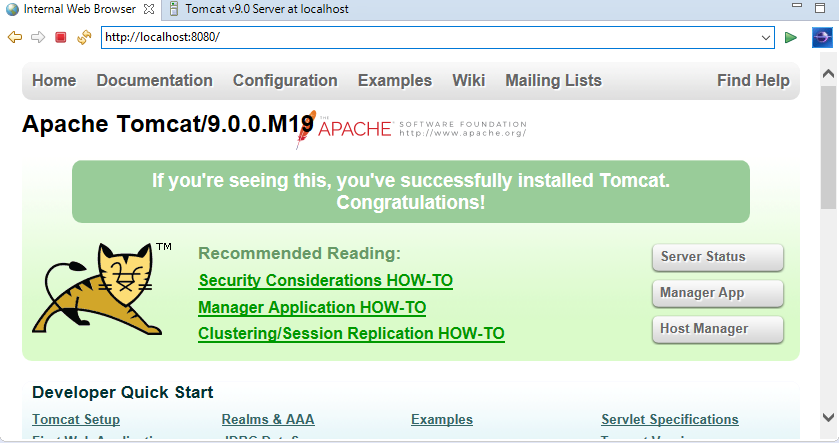 Internal Web Browser
Tomcat v9.0 Server at localhost
http://localhost:8080/
Home Documentation Configuration Examples Wiki Mailing Lists Find Help
Apache Tomcat/9.0.0.M19
THE
APACHE SOFTWARE FOUNDATION
http://www.apache.org/
If you're seeing this, you've successfully installed Tomcat.
Congratulations!
TM
Recommended Reading:
Security Considerations HOW-TO
Manager Application HOW-TO
Clustering/Session Replication HOW-TO
Server Status
Manager App
Host Manager
Developer Quick Start
Tomcat Setup Realms & AAA Examples Servlet Specifications